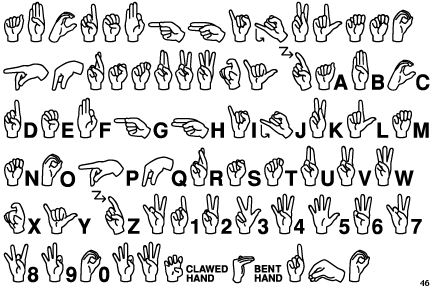 A B C
D E F G H I J K L M
N O P Q R S T U V W
X Y Z 1 2 3 4 5 6 7
8 9 0 CLAWED HAND BENT HAND
46